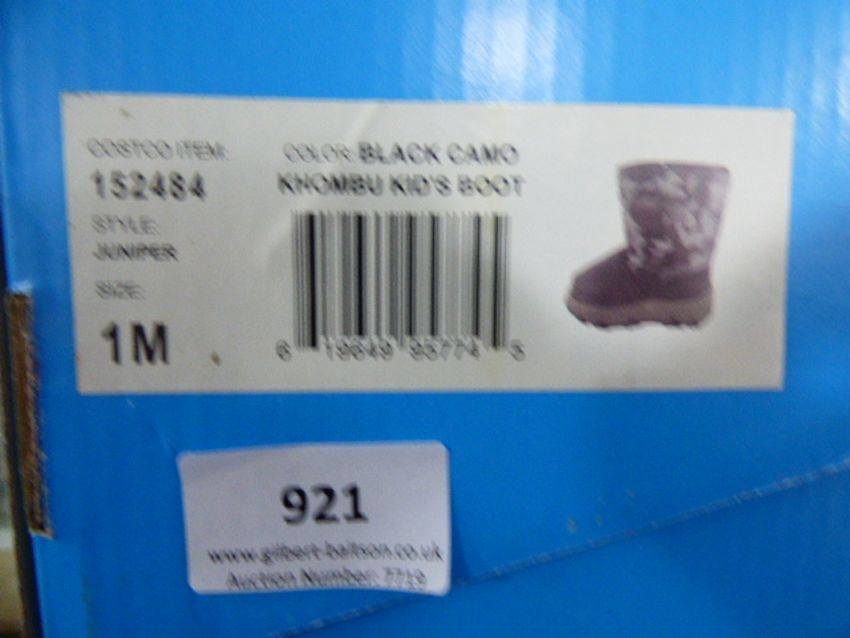 COSTCO ITEM:
152484
STYLE:
JUNIPER
SIZE:
1M
COLOR: BLACK CAMO
KHOMBU KID'S BOOT
6 19649 95774 5
921
www.gilbert-baitson.co.uk
Auction Number: 7719